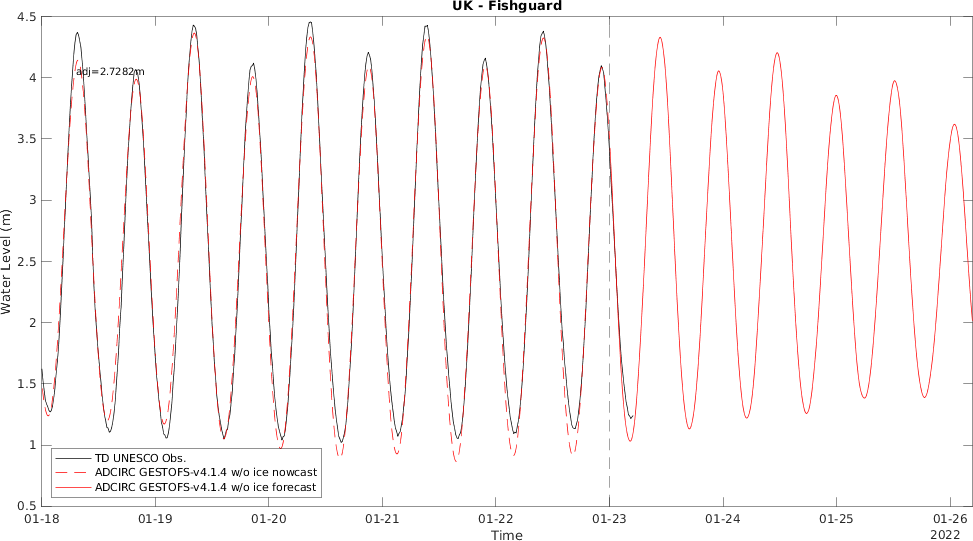 UK - Fishguard
4.5
4
3.5
3
2.5
2
1.5
1
0.5
Water Level (m)
adj=2.7282m
TD UNESCO Obs.
ADCIRC GESTOFS-v4.1.4 w/o ice nowcast
ADCIRC GESTOFS-v4.1.4 w/o ice forecast
01-18 01-19 01-20 01-21 01-22 01-23 01-24 01-25 01-26
Time
2022